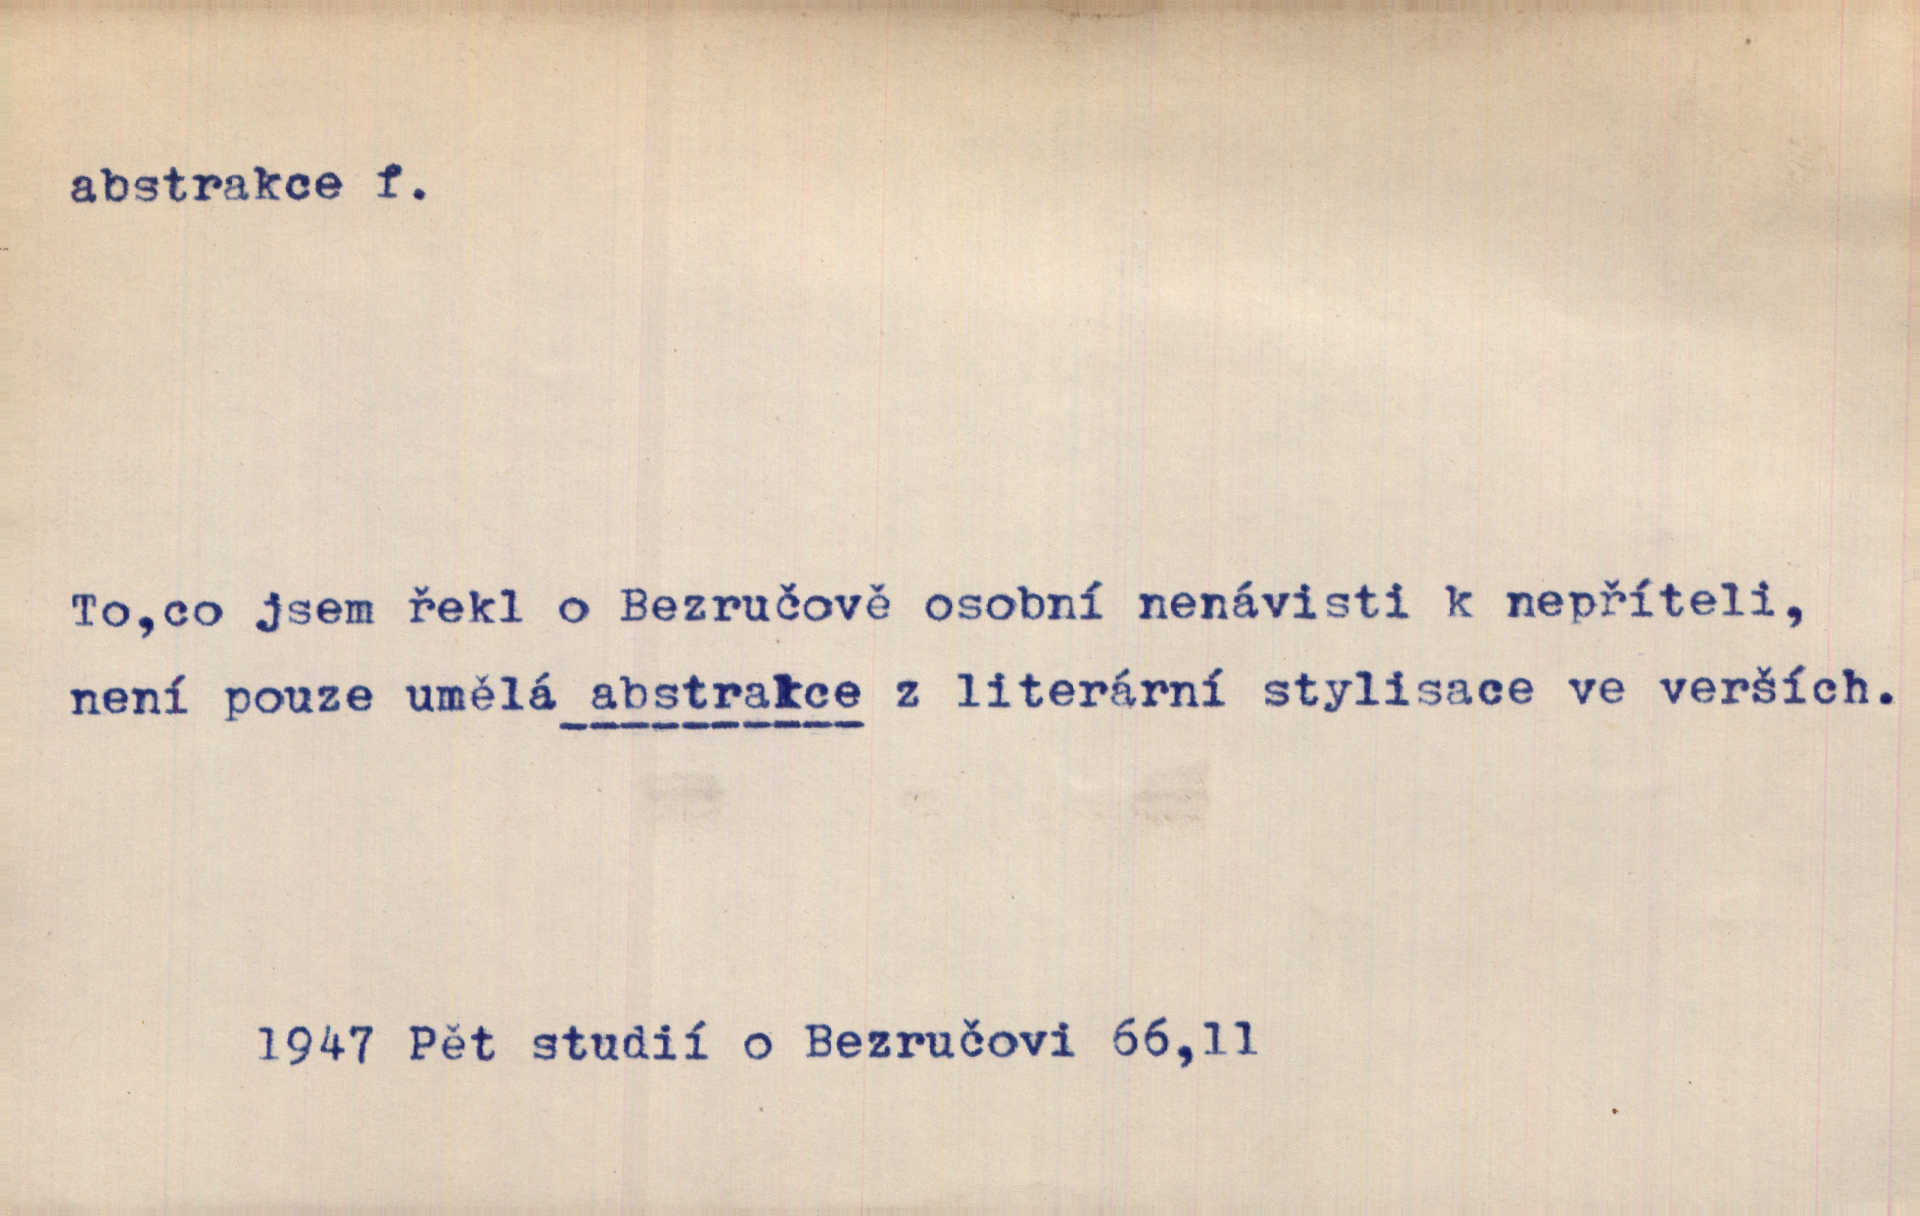 abstrakce f.
To,co jsem řekl o Bezručově osobní nenávisti k nepříteli,
není pouze umělá abstrakce z literární stylisace ve verších.
1947 Pět studií o Bezručovi 66,11